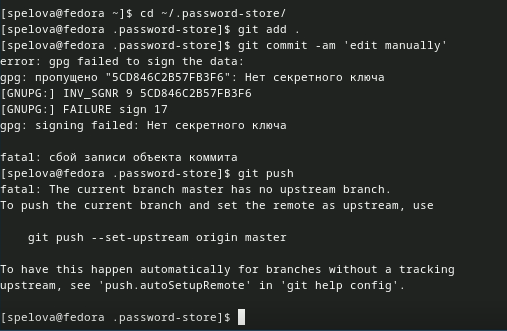 [spelova@fedora ~]$ cd ~/.password-store/
[spelova@fedora .password-store]$ git add .
[spelova@fedora .password-store]$ git commit -am 'edit manually'
error: gpg failed to sign the data:
gpg: пропущено "5CD846C2B57FB3F6": Нет секретного ключа
[GNUPG:] INV_SGNR 9 5CD846C2B57FB3F6
[GNUPG:] FAILURE sign 17
gpg: signing failed: Нет секретного ключа
fatal: сбой записи объекта коммита
[spelova@fedora .password-store]$ git push
fatal: The current branch master has no upstream branch.
To push the current branch and set the remote as upstream, use
    git push --set-upstream origin master
To have this happen automatically for branches without a tracking
upstream, see 'push.autoSetupRemote' in 'git help config'.
[spelova@fedora .password-store]$